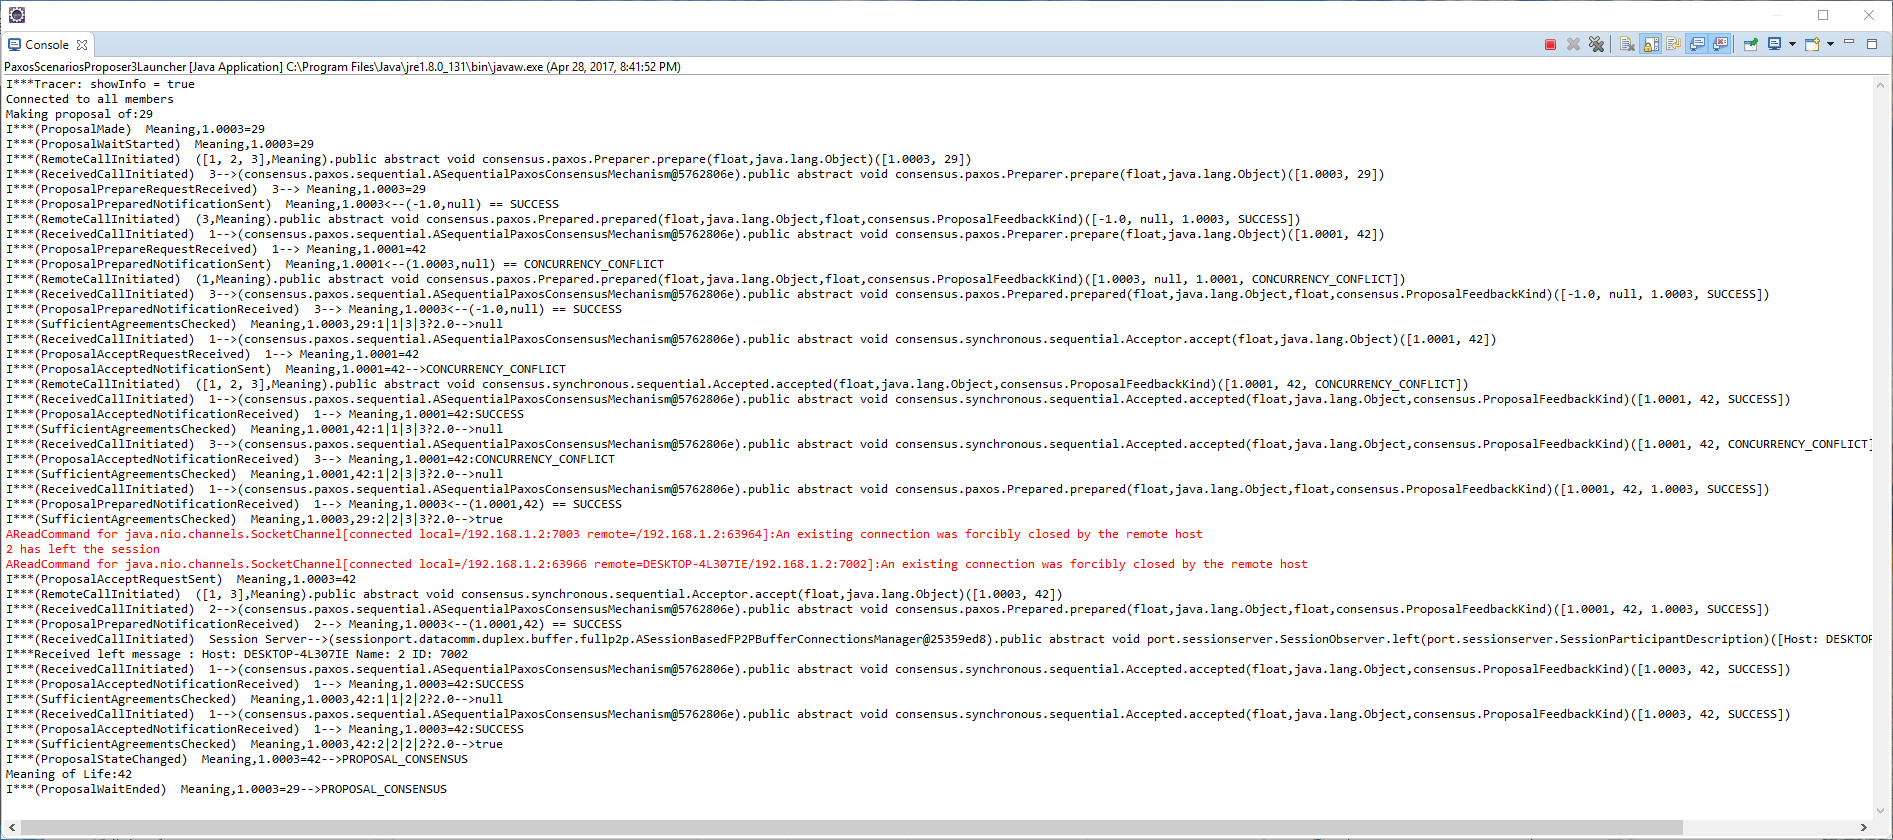 Console
PaxosScenariosProposer3Launcher [Java Application] C:\Program Files\Java\jre1.8.0_131\bin\javaw.exe (Apr 28, 2017, 8:41:52 PM)
I***Tracer: showInfo = true
Connected to all members
Making proposal of:29
I***(ProposalMade)  Meaning,1.0003=29
I***(ProposalWaitStarted)  Meaning,1.0003=29
I***(RemoteCallInitiated)  ([1, 2, 3],Meaning).public abstract void consensus.paxos.Preparer.prepare(float,java.lang.Object)([1.0003, 29])
I***(ReceivedCallInitiated)  3-->(consensus.paxos.sequential.ASequentialPaxosConsensusMechanism@5762806e).public abstract void consensus.paxos.Preparer.prepare(float,java.lang.Object)([1.0003, 29])
I***(ProposalPrepareRequestReceived)  3--> Meaning,1.0003=29
I***(ProposalPreparedNotificationSent)  Meaning,1.0003<--(-1.0,null) == SUCCESS
I***(RemoteCallInitiated)  (3,Meaning).public abstract void consensus.paxos.Prepared.prepared(float,java.lang.Object,float,consensus.ProposalFeedbackKind)([-1.0, null, 1.0003, SUCCESS])
I***(ReceivedCallInitiated)  1-->(consensus.paxos.sequential.ASequentialPaxosConsensusMechanism@5762806e).public abstract void consensus.paxos.Preparer.prepare(float,java.lang.Object)([1.0001, 42])
I***(ProposalPrepareRequestReceived)  1--> Meaning,1.0001=42
I***(ProposalPreparedNotificationSent)  Meaning,1.0001<--(1.0003,null) == CONCURRENCY_CONFLICT
I***(RemoteCallInitiated)  (1,Meaning).public abstract void consensus.paxos.Prepared.prepared(float,java.lang.Object,float,consensus.ProposalFeedbackKind)([1.0003, null, 1.0001, CONCURRENCY_CONFLICT])
I***(ReceivedCallInitiated)  3-->(consensus.paxos.sequential.ASequentialPaxosConsensusMechanism@5762806e).public abstract void consensus.paxos.Prepared.prepared(float,java.lang.Object,float,consensus.ProposalFeedbackKind)([-1.0, null, 1.0003, SUCCESS])
I***(ProposalPreparedNotificationReceived)  3--> Meaning,1.0003<--(-1.0,null) == SUCCESS
I***(SufficientAgreementsChecked)  Meaning,1.0003,29:1|1|3|3?2.0-->null
I***(ReceivedCallInitiated)  1-->(consensus.paxos.sequential.ASequentialPaxosConsensusMechanism@5762806e).public abstract void consensus.synchronous.sequential.Acceptor.accept(float,java.lang.Object)([1.0001, 42])
I***(ProposalAcceptRequestReceived)  1--> Meaning,1.0001=42
I***(ProposalAcceptedNotificationSent)  Meaning,1.0001=42-->CONCURRENCY_CONFLICT
I***(RemoteCallInitiated)  ([1, 2, 3],Meaning).public abstract void consensus.synchronous.sequential.Accepted.accepted(float,java.lang.Object,consensus.ProposalFeedbackKind)([1.0001, 42, CONCURRENCY_CONFLICT])
I***(ReceivedCallInitiated)  1-->(consensus.paxos.sequential.ASequentialPaxosConsensusMechanism@5762806e).public abstract void consensus.synchronous.sequential.Accepted.accepted(float,java.lang.Object,consensus.ProposalFeedbackKind)([1.0001, 42, SUCCESS])
I***(ProposalAcceptedNotificationReceived)  1--> Meaning,1.0001=42:SUCCESS
I***(SufficientAgreementsChecked)  Meaning,1.0001,42:1|1|3|3?2.0-->null
I***(ReceivedCallInitiated)  3-->(consensus.paxos.sequential.ASequentialPaxosConsensusMechanism@5762806e).public abstract void consensus.synchronous.sequential.Accepted.accepted(float,java.lang.Object,consensus.ProposalFeedbackKind)([1.0001, 42, CONCURRENCY_CONFLICT]
I***(ProposalAcceptedNotificationReceived)  3--> Meaning,1.0001=42:CONCURRENCY_CONFLICT
I***(SufficientAgreementsChecked)  Meaning,1.0001,42:1|2|3|3?2.0-->null
I***(ReceivedCallInitiated)  1-->(consensus.paxos.sequential.ASequentialPaxosConsensusMechanism@5762806e).public abstract void consensus.paxos.Prepared.prepared(float,java.lang.Object,float,consensus.ProposalFeedbackKind)([1.0001, 42, 1.0003, SUCCESS])
I***(ProposalPreparedNotificationReceived)  1--> Meaning,1.0003<--(1.0001,42) == SUCCESS
I***(SufficientAgreementsChecked)  Meaning,1.0003,29:2|2|3|3?2.0-->true
AReadCommand for java.nio.channels.SocketChannel[connected local=/192.168.1.2:7003 remote=/192.168.1.2:63964]:An existing connection was forcibly closed by the remote host
2 has left the session
AReadCommand for java.nio.channels.SocketChannel[connected local=/192.168.1.2:63966 remote=DESKTOP-4L307IE/192.168.1.2:7002]:An existing connection was forcibly closed by the remote host
I***(ProposalAcceptRequestSent)  Meaning,1.0003=42
I***(RemoteCallInitiated)  ([1, 3],Meaning).public abstract void consensus.synchronous.sequential.Acceptor.accept(float,java.lang.Object)([1.0003, 42])
I***(ReceivedCallInitiated)  2-->(consensus.paxos.sequential.ASequentialPaxosConsensusMechanism@5762806e).public abstract void consensus.paxos.Prepared.prepared(float,java.lang.Object,float,consensus.ProposalFeedbackKind)([1.0001, 42, 1.0003, SUCCESS])
I***(ProposalPreparedNotificationReceived)  2--> Meaning,1.0003<--(1.0001,42) == SUCCESS
I***(ReceivedCallInitiated)  Session Server-->(sessionport.datacomm.duplex.buffer.fullp2p.ASessionBasedFP2PBufferConnectionsManager@25359ed8).public abstract void port.sessionserver.SessionObserver.left(port.sessionserver.SessionParticipantDescription)([Host: DESKTOP
I***Received left message : Host: DESKTOP-4L307IE Name: 2 ID: 7002
I***(ReceivedCallInitiated)  1-->(consensus.paxos.sequential.ASequentialPaxosConsensusMechanism@5762806e).public abstract void consensus.synchronous.sequential.Accepted.accepted(float,java.lang.Object,consensus.ProposalFeedbackKind)([1.0003, 42, SUCCESS])
I***(ProposalAcceptedNotificationReceived)  1--> Meaning,1.0003=42:SUCCESS
I***(SufficientAgreementsChecked)  Meaning,1.0003,42:1|1|2|2?2.0-->null
I***(ReceivedCallInitiated)  1-->(consensus.paxos.sequential.ASequentialPaxosConsensusMechanism@5762806e).public abstract void consensus.synchronous.sequential.Accepted.accepted(float,java.lang.Object,consensus.ProposalFeedbackKind)([1.0003, 42, SUCCESS])
I***(ProposalAcceptedNotificationReceived)  1--> Meaning,1.0003=42:SUCCESS
I***(SufficientAgreementsChecked)  Meaning,1.0003,42:2|2|2|2?2.0-->true
I***(ProposalStateChanged)  Meaning,1.0003=42-->PROPOSAL_CONSENSUS
Meaning of Life:42
I***(ProposalWaitEnded)  Meaning,1.0003=29-->PROPOSAL_CONSENSUS